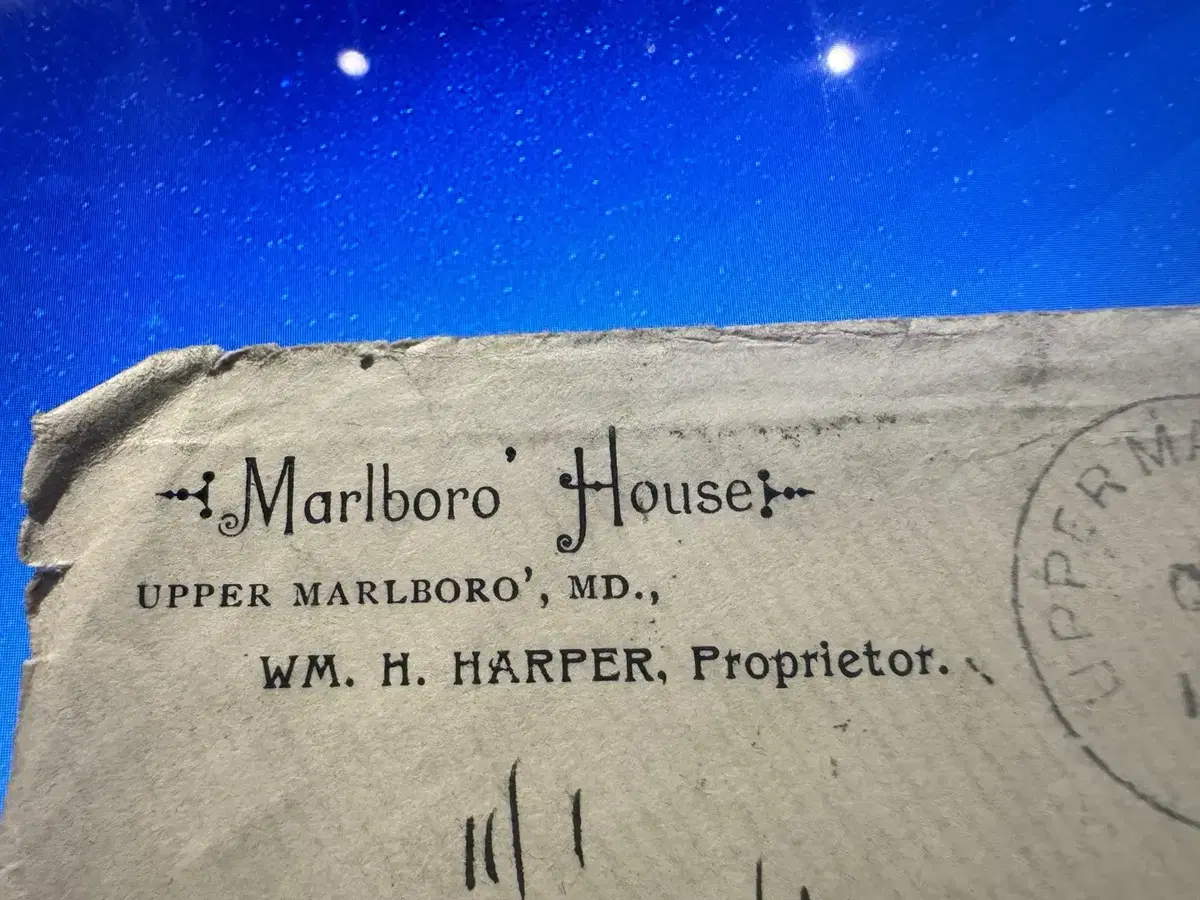 Marlboro' House
UPPER MARLBORO', MD.,
WM. H. HARPER, Proprietor.
UPPER MA